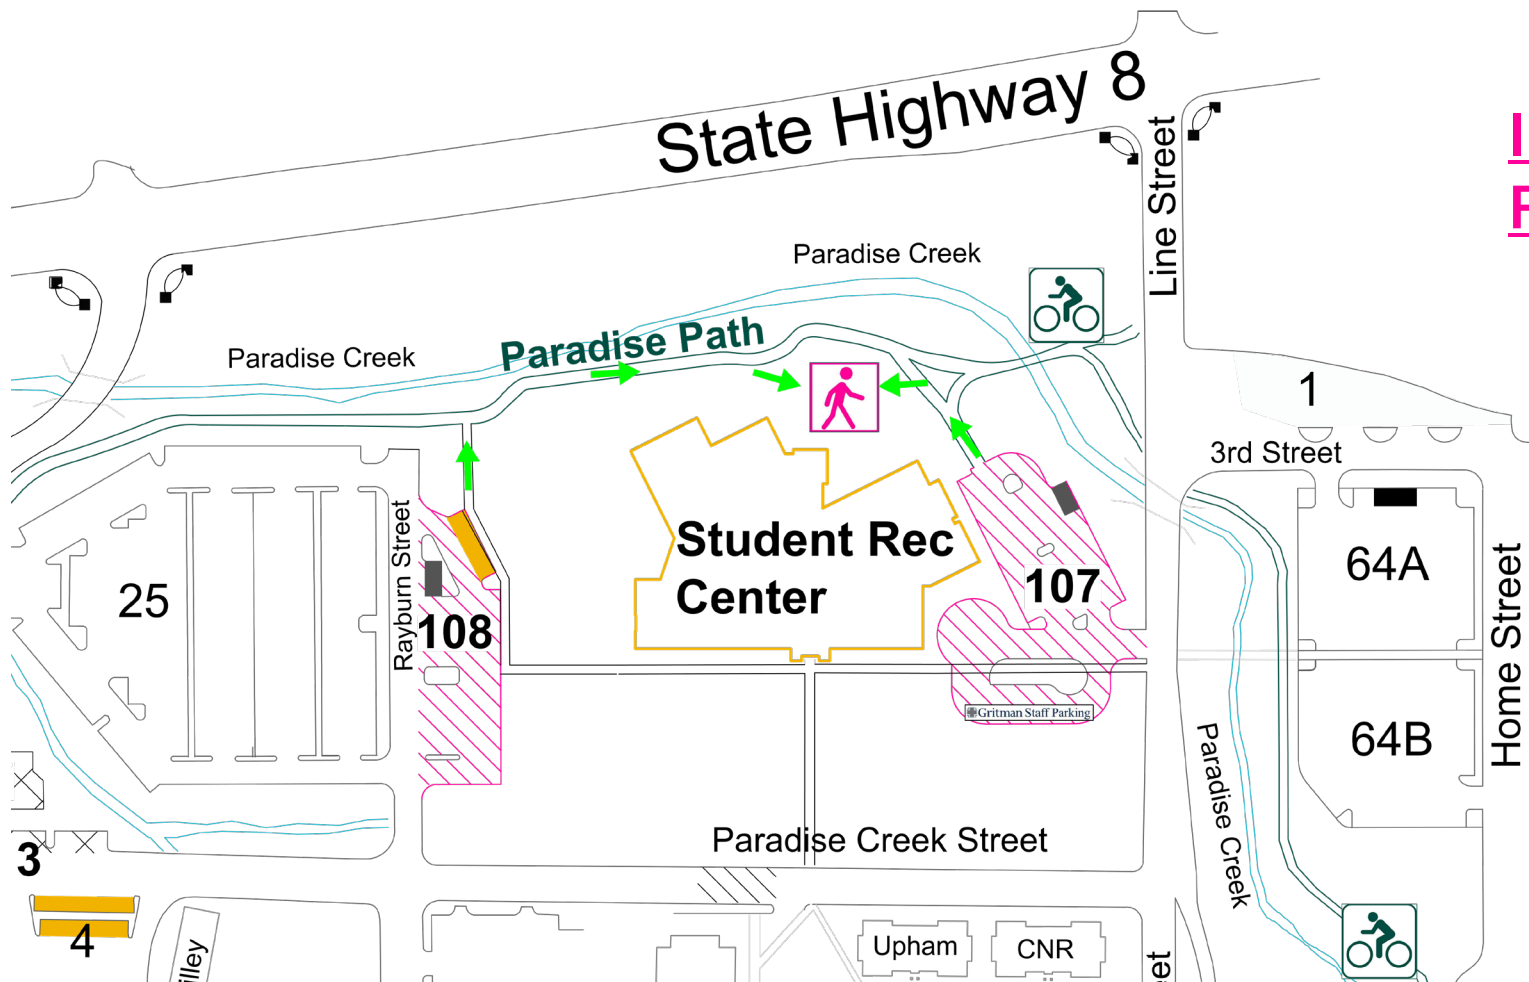 State Highway 8
Line Street
I
Paradise Creek
Paradise Path
Paradise Creek
1
3rd Street
Rayburn Street
Student Rec
Center
64A
107
25
108
Home Street
Gritman Staff Parking
64B
Paradise Creek
Paradise Creek Street
3
4
Upham
CNR
illey
eet